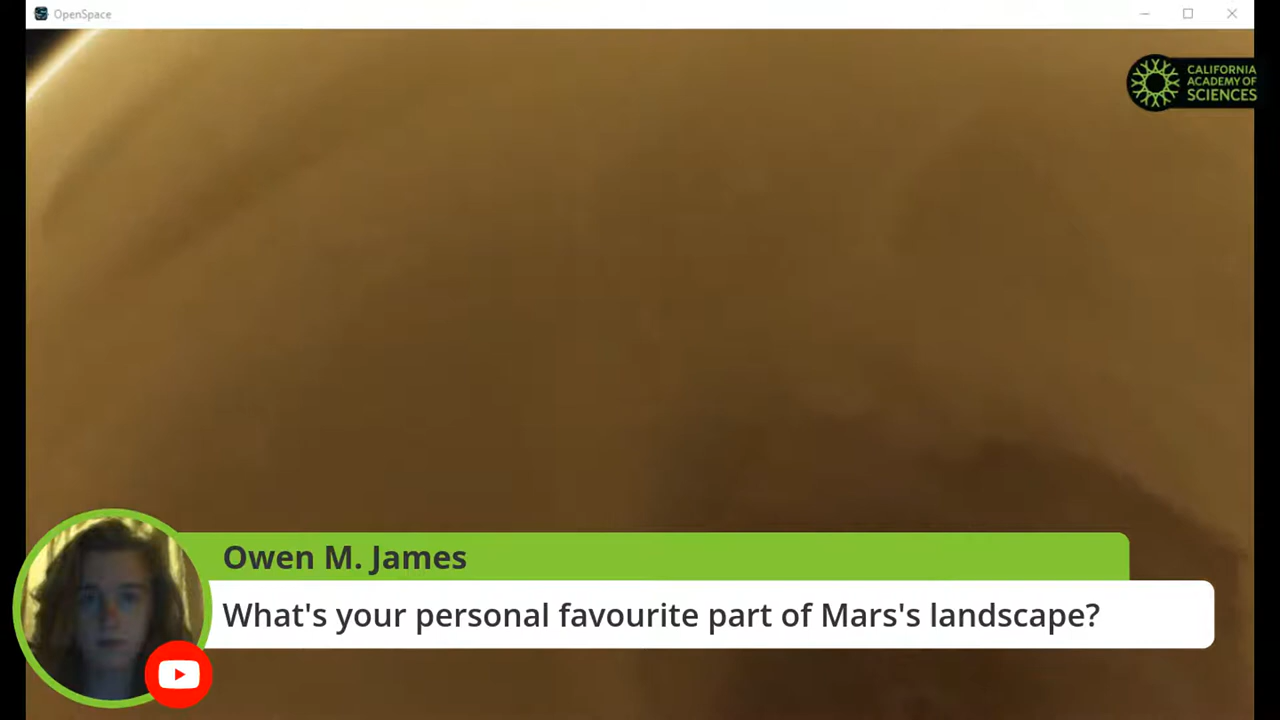 OpenSpace
CALIFORNIA
ACADEMY OF
SCIENCES
Owen M. James
What's your personal favourite part of Mars's landscape?